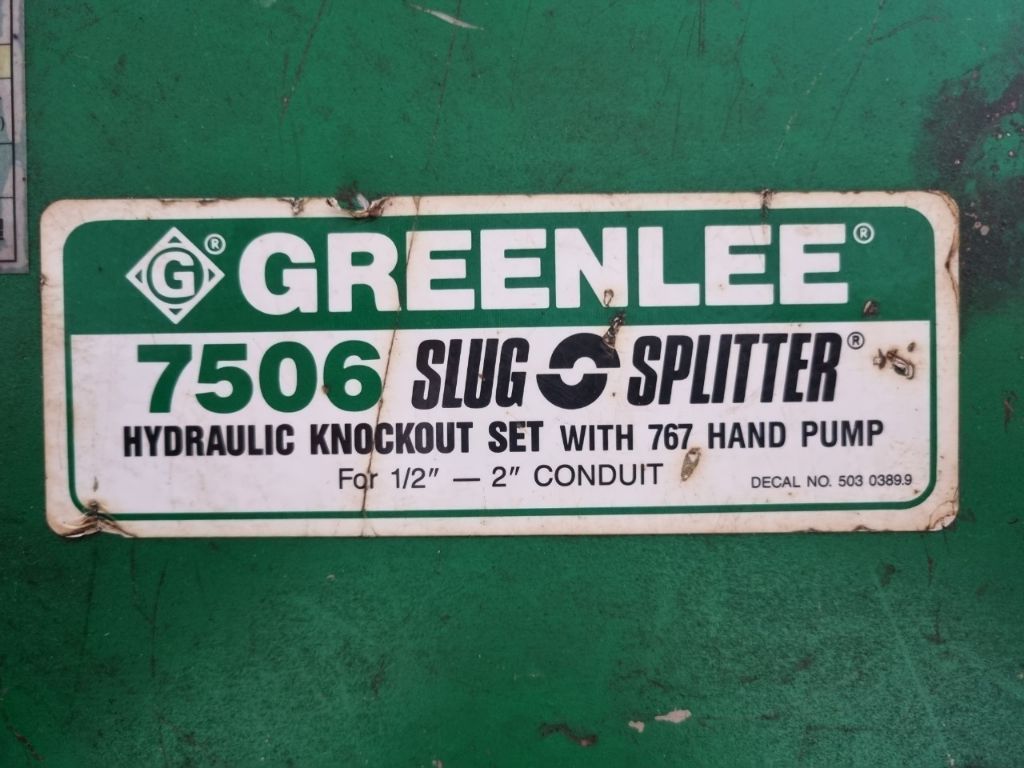 G® GREENLEE®
7506 SLUG SPLITTER®
HYDRAULIC KNOCKOUT SET WITH 767 HAND PUMP
For 1/2" — 2" CONDUIT
DECAL NO. 503 0389.9